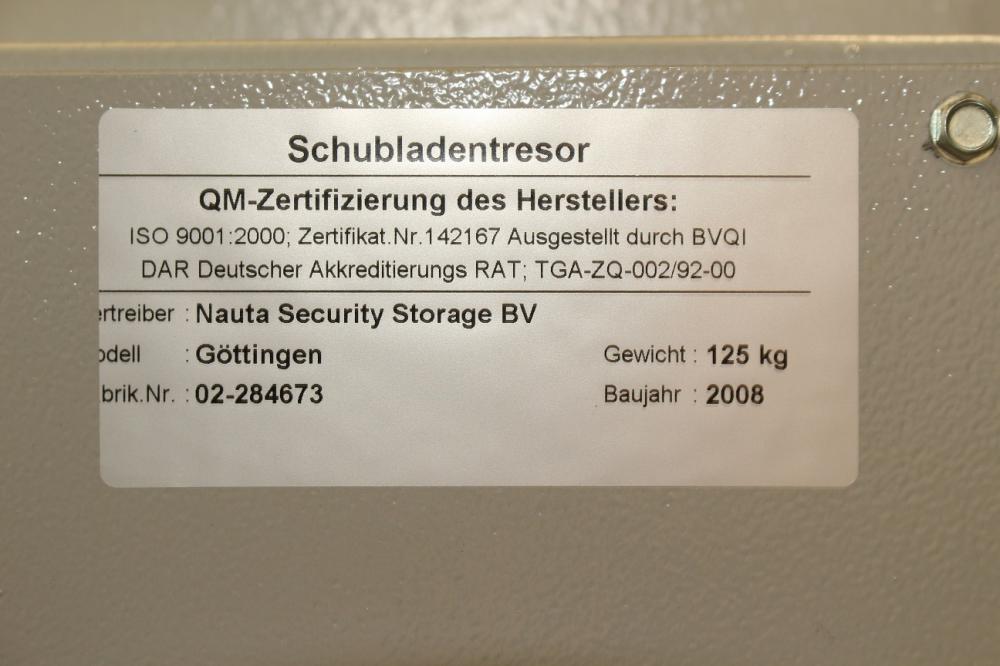 Schubladentresor
QM-Zertifizierung des Herstellers:
ISO 9001:2000; Zertifikat.Nr.142167 Ausgestellt durch BVQI
DAR Deutscher Akkreditierungs RAT; TGA-ZQ-002/92-00
ertreiber : Nauta Security Storage BV
odell : Göttingen Gewicht : 125 kg
brik.Nr. : 02-284673 Baujahr : 2008